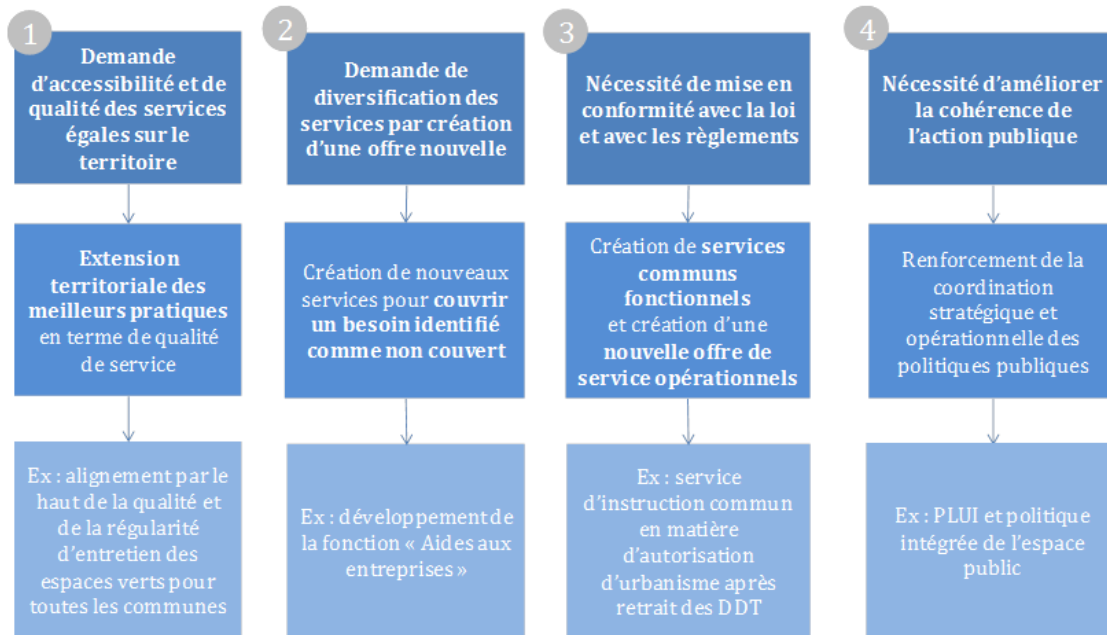 1
Demande
d'accessibilité et de
qualité des services
égales sur le
territoire
Extension
territoriale des
meilleurs pratiques
en terme de qualité
de service
Ex : alignement par le
haut de la qualité et
de la régularité
d'entretien des
espaces verts pour
toutes les communes
2
Demande de
diversification des
services par création
d'une offre nouvelle
Création de nouveaux
services pour couvrir
un besoin identifié
comme non couvert
Ex : développement de
la fonction « Aides aux
entreprises »
3
Nécessité de mise en
conformité avec la loi
et avec les règlements
Création de services
communs
fonctionnels
et création d'une
nouvelle offre de
service opérationnels
Ex : service
d'instruction commun
en matière
d'autorisation
d'urbanisme après
retrait des DDT
4
Nécessité d'améliorer
la cohérence de
l'action publique
Renforcement de la
coordination
stratégique et
opérationnelle des
politiques publiques
Ex : PLUI et politique
intégrée de l'espace
public